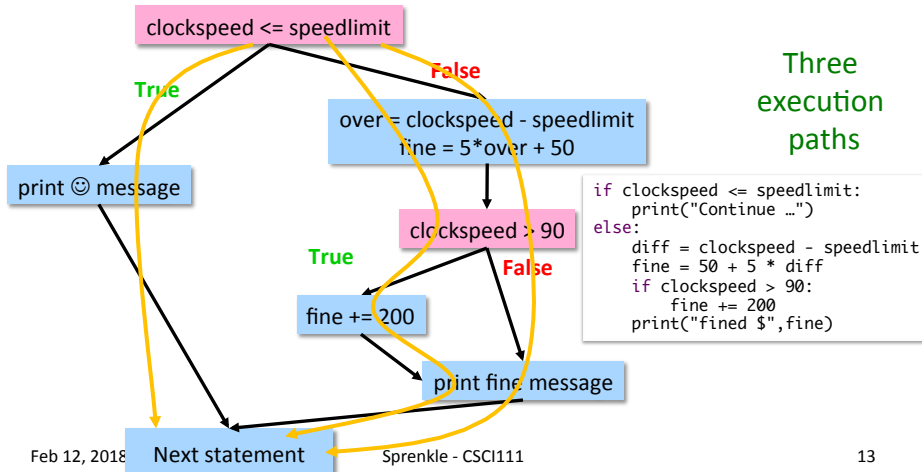 clockspeed <= speedlimit
True
False
Three
execution
paths
over = clockspeed - speedlimit
fine = 5*over + 50
print ☺ message
clockspeed > 90
if clockspeed <= speedlimit:
    print("Continue …")
else:
    diff = clockspeed - speedlimit
    fine = 50 + 5 * diff
    if clockspeed > 90:
        fine += 200
    print("fined $",fine)
True
False
fine += 200
print fine message
Next statement
Feb 12, 2018
Sprenkle - CSCI111
13